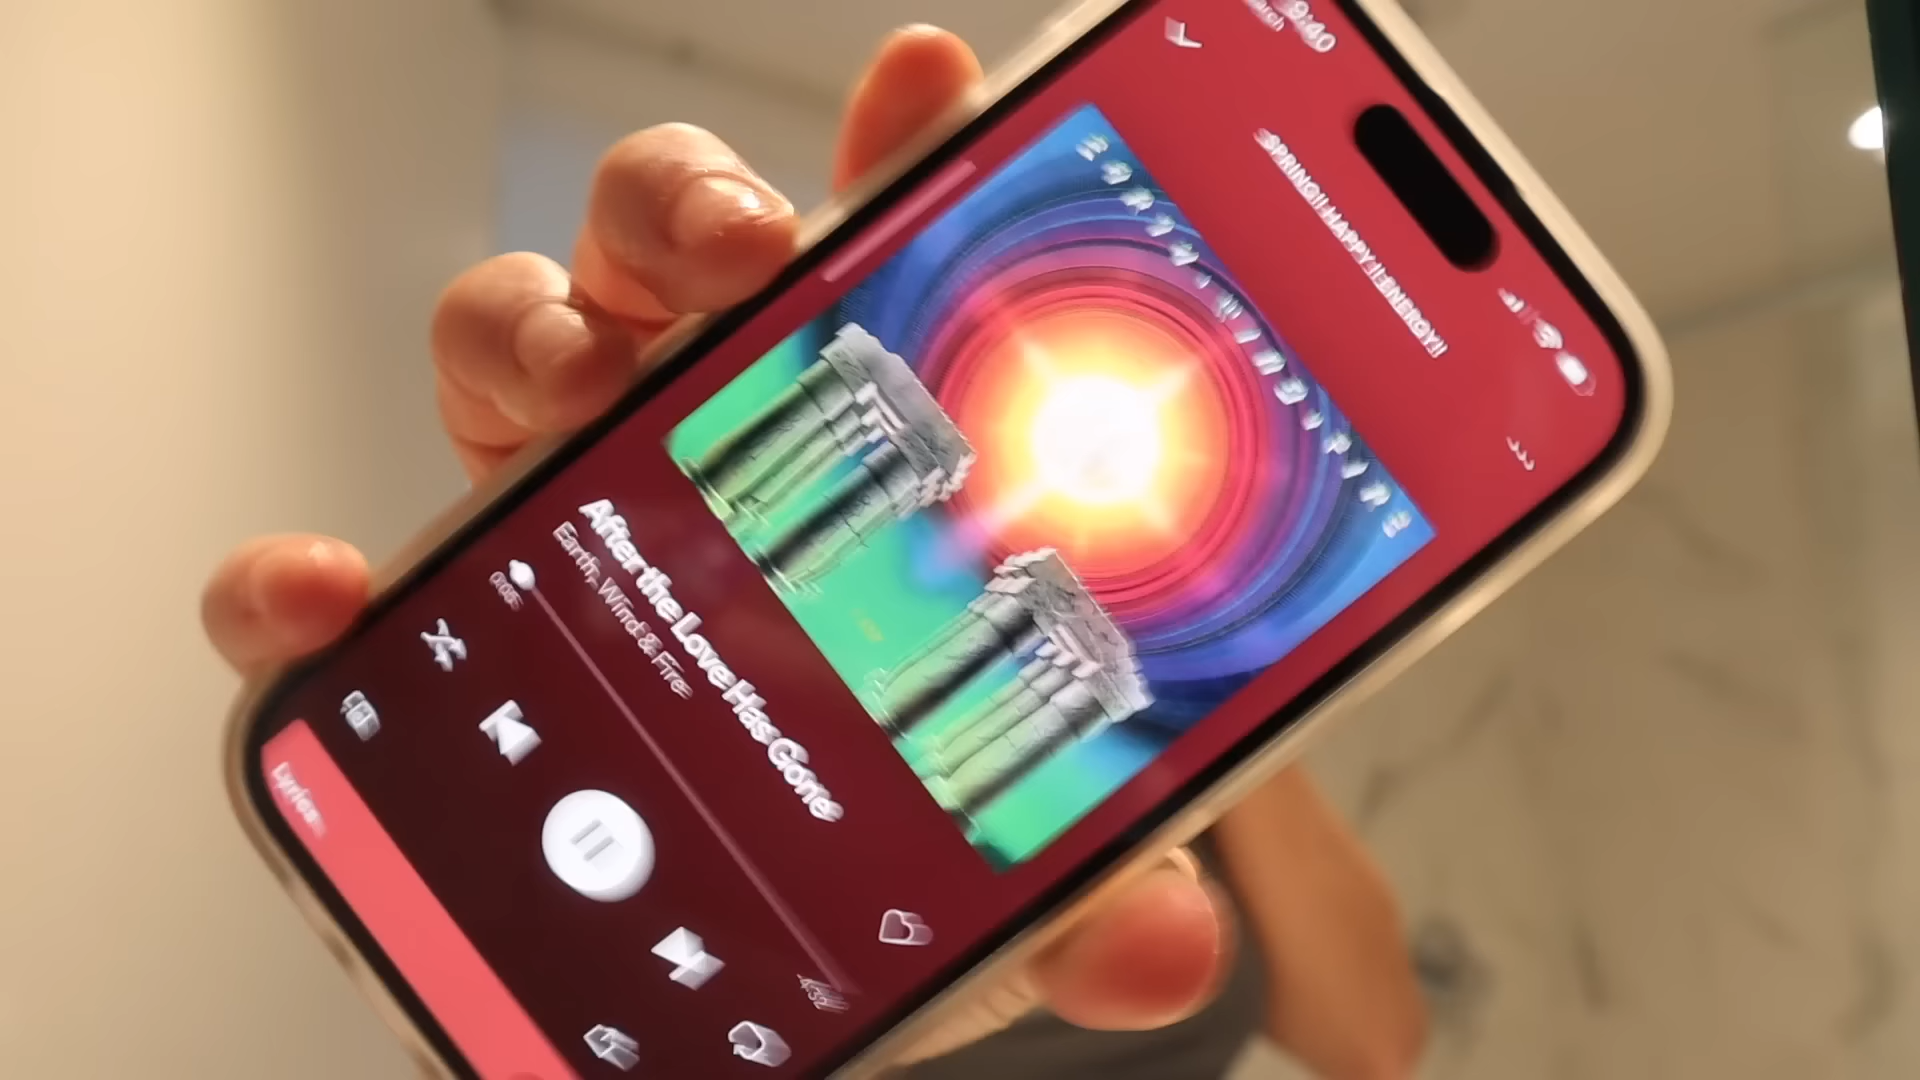 9:40
SPRING!! HAPPY!! ENERGY!!
After the Love Has Gone
Earth, Wind & Fire
Lyrics